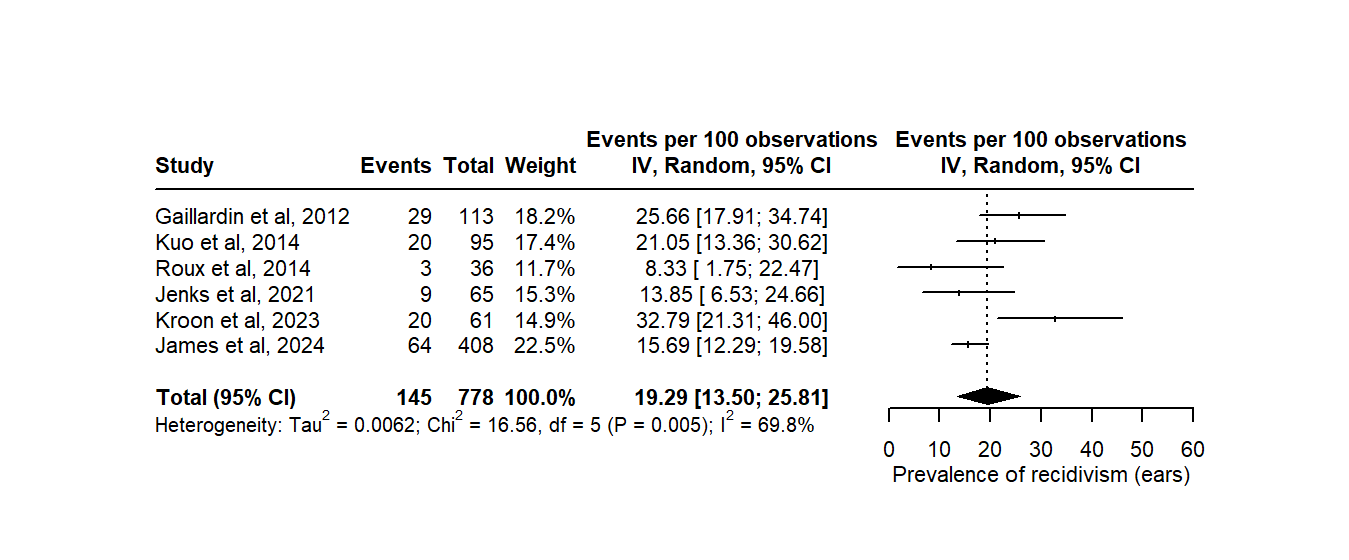 Events per 100 observations Events per 100 observations
Study Events Total Weight IV, Random, 95% CI IV, Random, 95% CI
Gaillardin et al, 2012 29 113 18.2% 25.66 [17.91; 34.74]
Kuo et al, 2014 20 95 17.4% 21.05 [13.36; 30.62]
Roux et al, 2014 3 36 11.7% 8.33 [ 1.75; 22.47]
Jenks et al, 2021 9 65 15.3% 13.85 [ 6.53; 24.66]
Kroon et al, 2023 20 61 14.9% 32.79 [21.31; 46.00]
James et al, 2024 64 408 22.5% 15.69 [12.29; 19.58]
Total (95% CI) 145 778 100.0% 19.29 [13.50; 25.81]
Heterogeneity: Tau² = 0.0062; Chi² = 16.56, df = 5 (P = 0.005); I² = 69.8%
0 10 20 30 40 50 60
Prevalence of recidivism (ears)